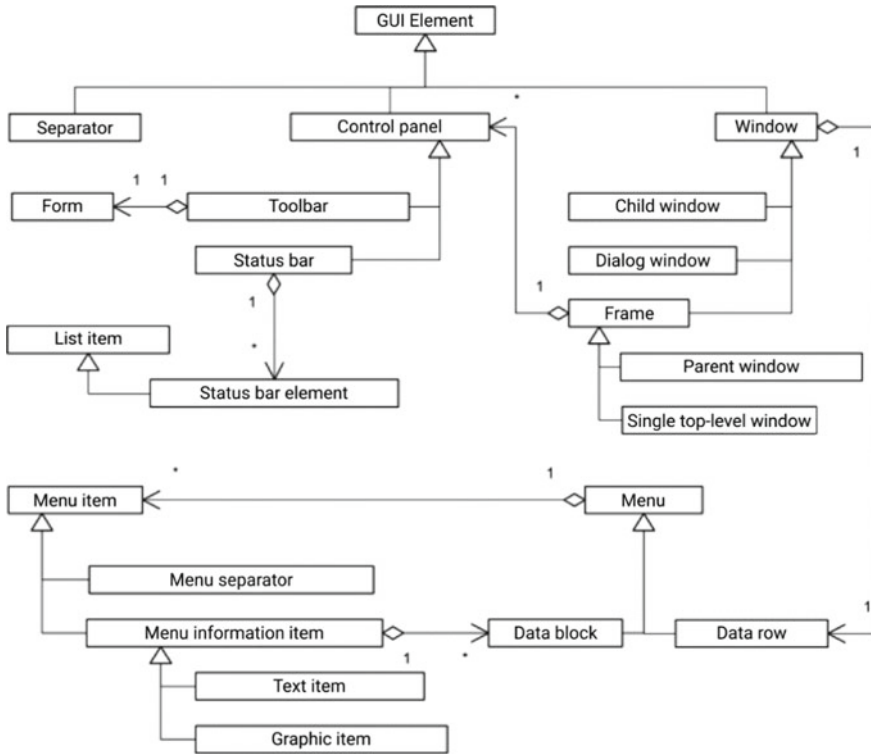 GUI Element
*
Separator
Control panel
Window
1
1
1
Form
Toolbar
Child window
Status bar
Dialog window
1
1
Frame
List item
*
Parent window
Status bar element
Single top-level window
*
1
Menu item
Menu
Menu separator
1
Menu information item
Data block
Data row
1
*
Text item
Graphic item